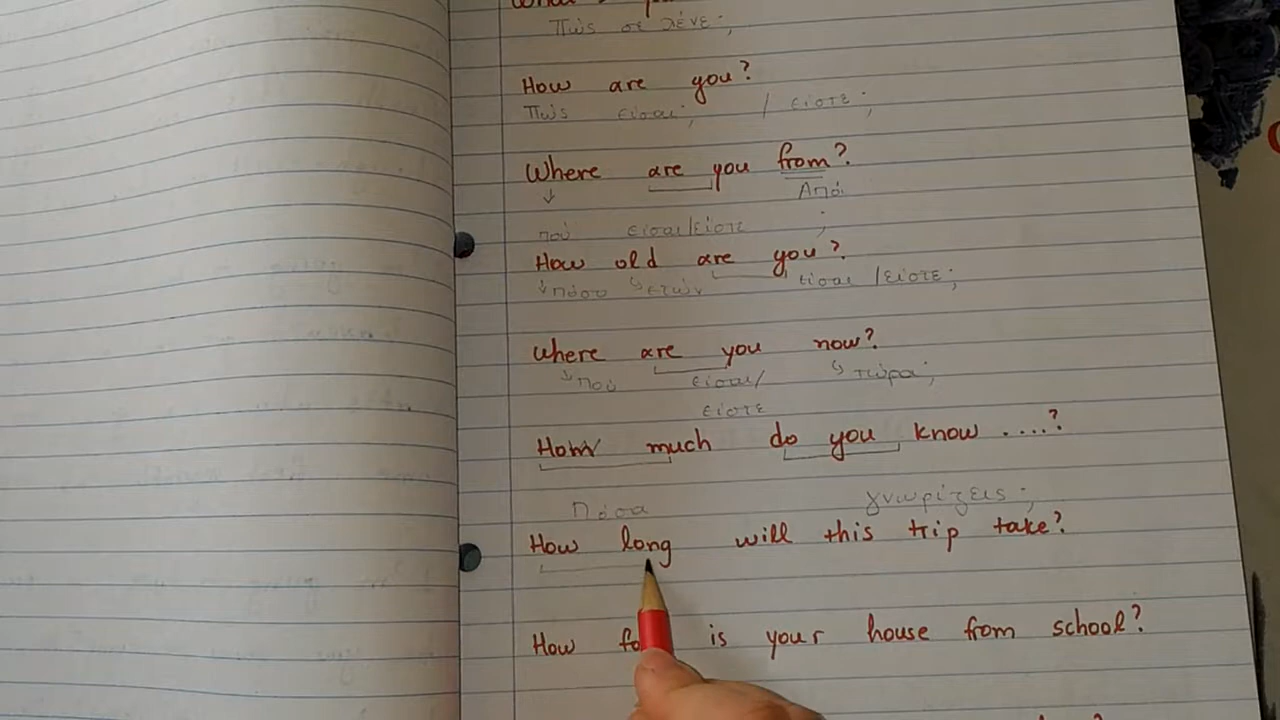 Πώς σε λένε;
How are you?
Πώς είσαι; / είστε;
Where are you from?
Από
πού είσαι/είστε ;
How old are you?
πόσο ετών είσαι /είστε;
Where are you now?
πού είσαι/ τώρα;
είστε
How much do you know ....?
Πόσα γνωρίζεις;
How long will this trip take?
How is your house from school?